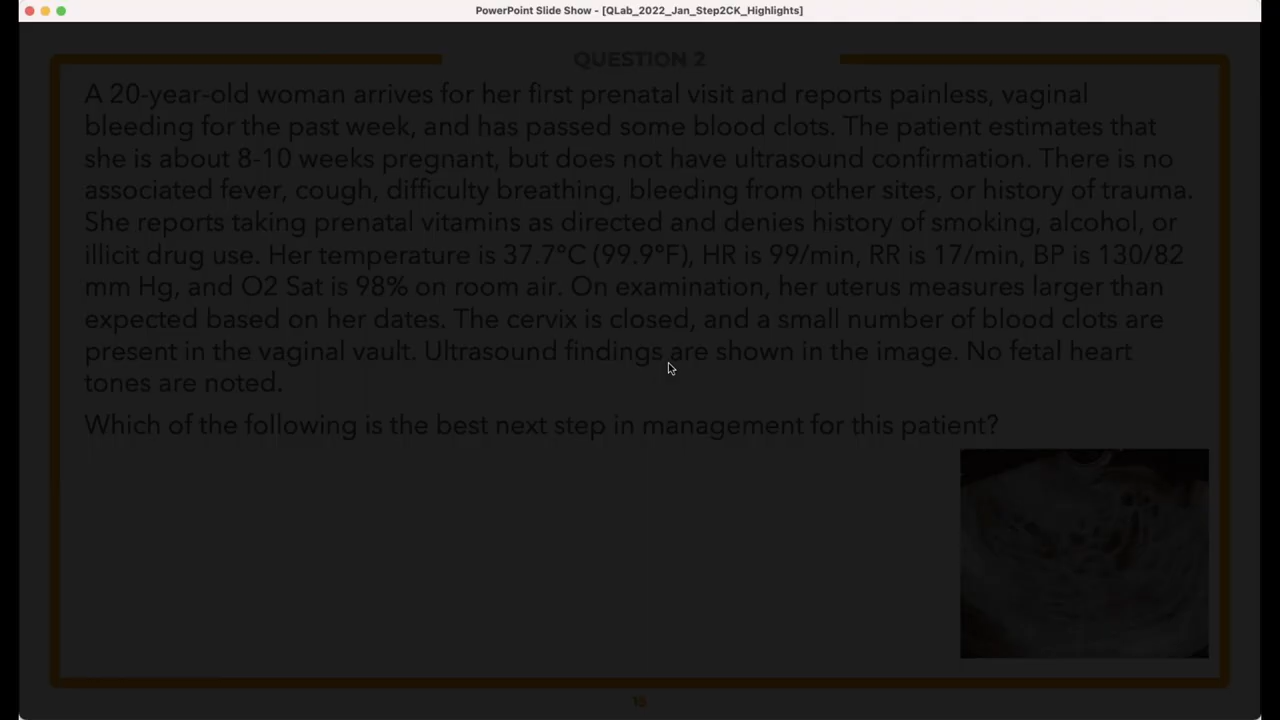 PowerPoint Slide Show - [QLab_2022_Jan_Step2CK_Highlights]
QUESTION 2
A 20-year-old woman arrives for her first prenatal visit and reports painless, vaginal
bleeding for the past week, and has passed some blood clots. The patient estimates that
she is about 8-10 weeks pregnant, but does not have ultrasound confirmation. There is no
associated fever, cough, difficulty breathing, bleeding from other sites, or history of trauma.
She reports taking prenatal vitamins as directed and denies history of smoking, alcohol, or
illicit drug use. Her temperature is 37.7°C (99.9°F), HR is 99/min, RR is 17/min, BP is 130/82
mm Hg, and O2 Sat is 98% on room air. On examination, her uterus measures larger than
expected based on her dates. The cervix is closed, and a small number of blood clots are
present in the vaginal vault. Ultrasound findings are shown in the image. No fetal heart
tones are noted.
Which of the following is the best next step in management for this patient?
15